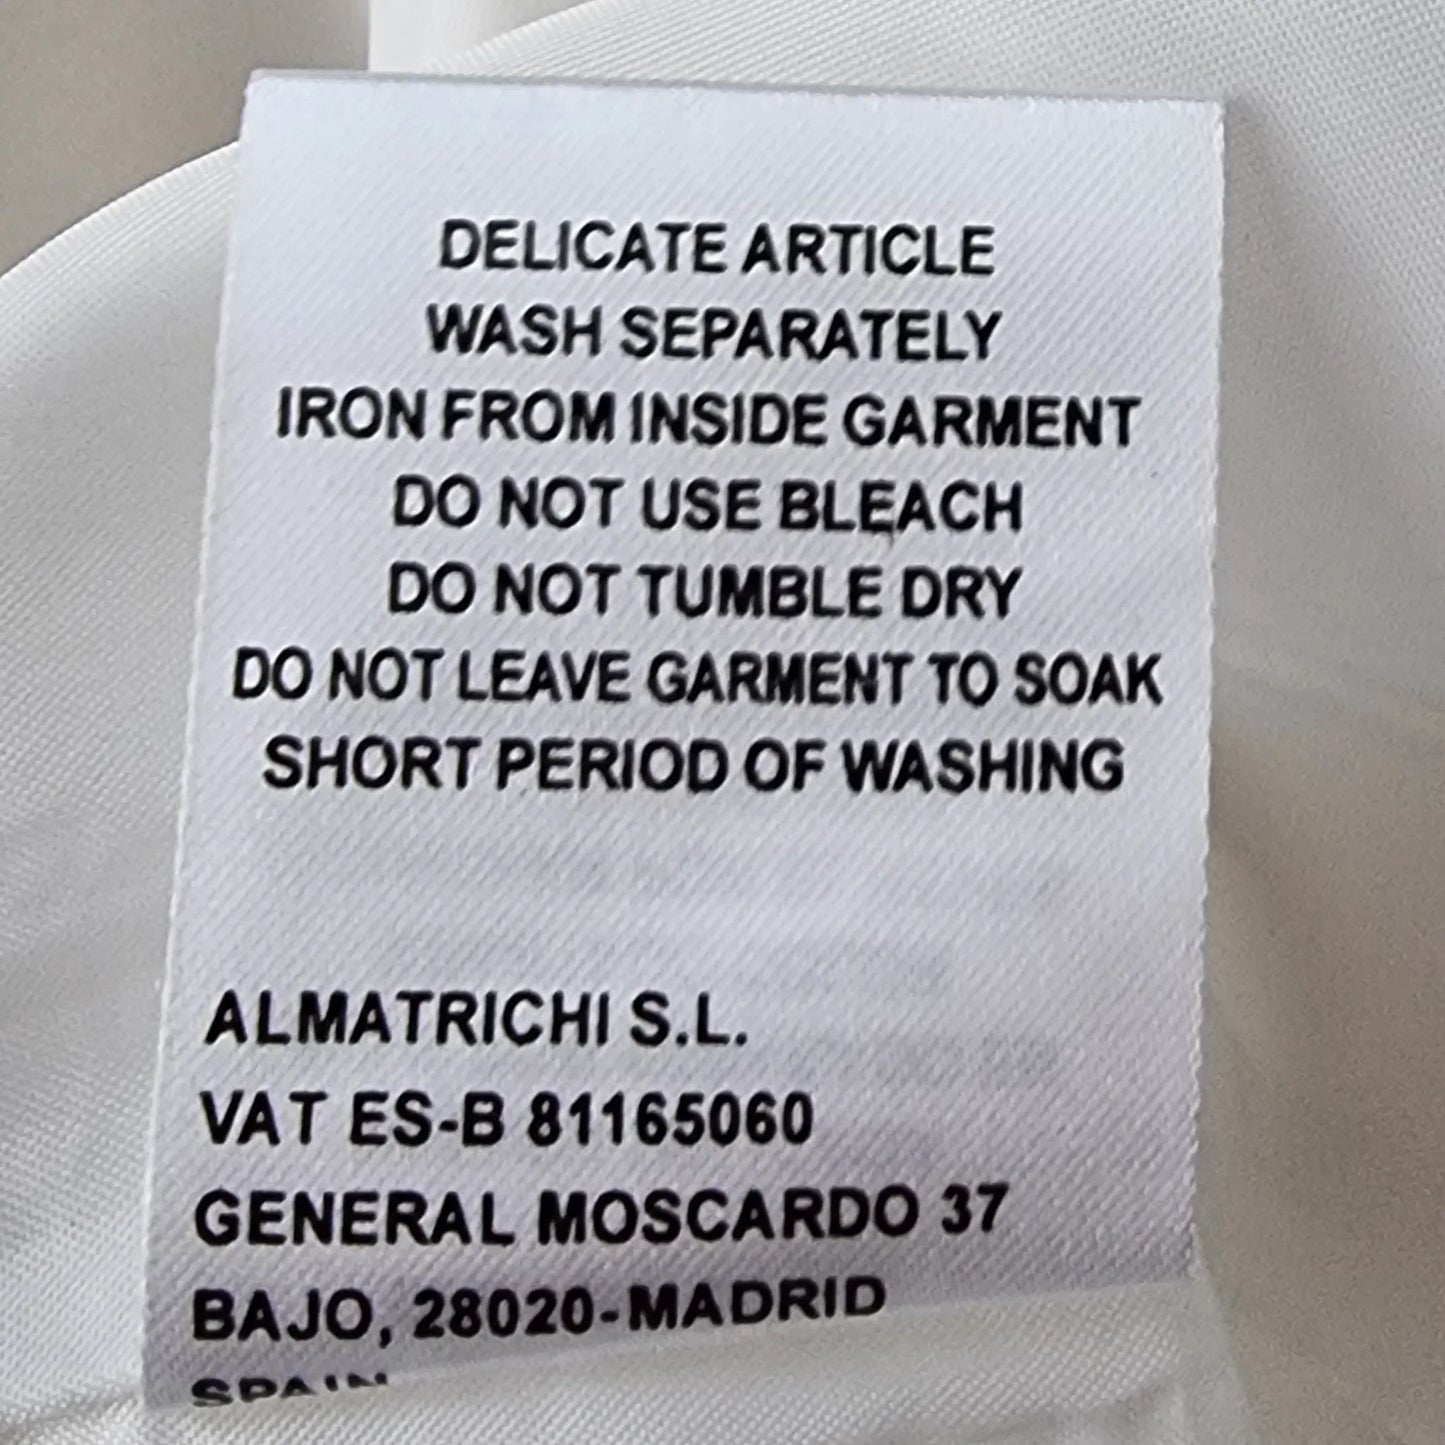 DELICATE ARTICLE
WASH SEPARATELY
IRON FROM INSIDE GARMENT
DO NOT USE BLEACH
DO NOT TUMBLE DRY
DO NOT LEAVE GARMENT TO SOAK
SHORT PERIOD OF WASHING
ALMATRICHI S.L.
VAT ES-B 81165060
GENERAL MOSCARDO 37
BAJO, 28020-MADRID
SPAIN